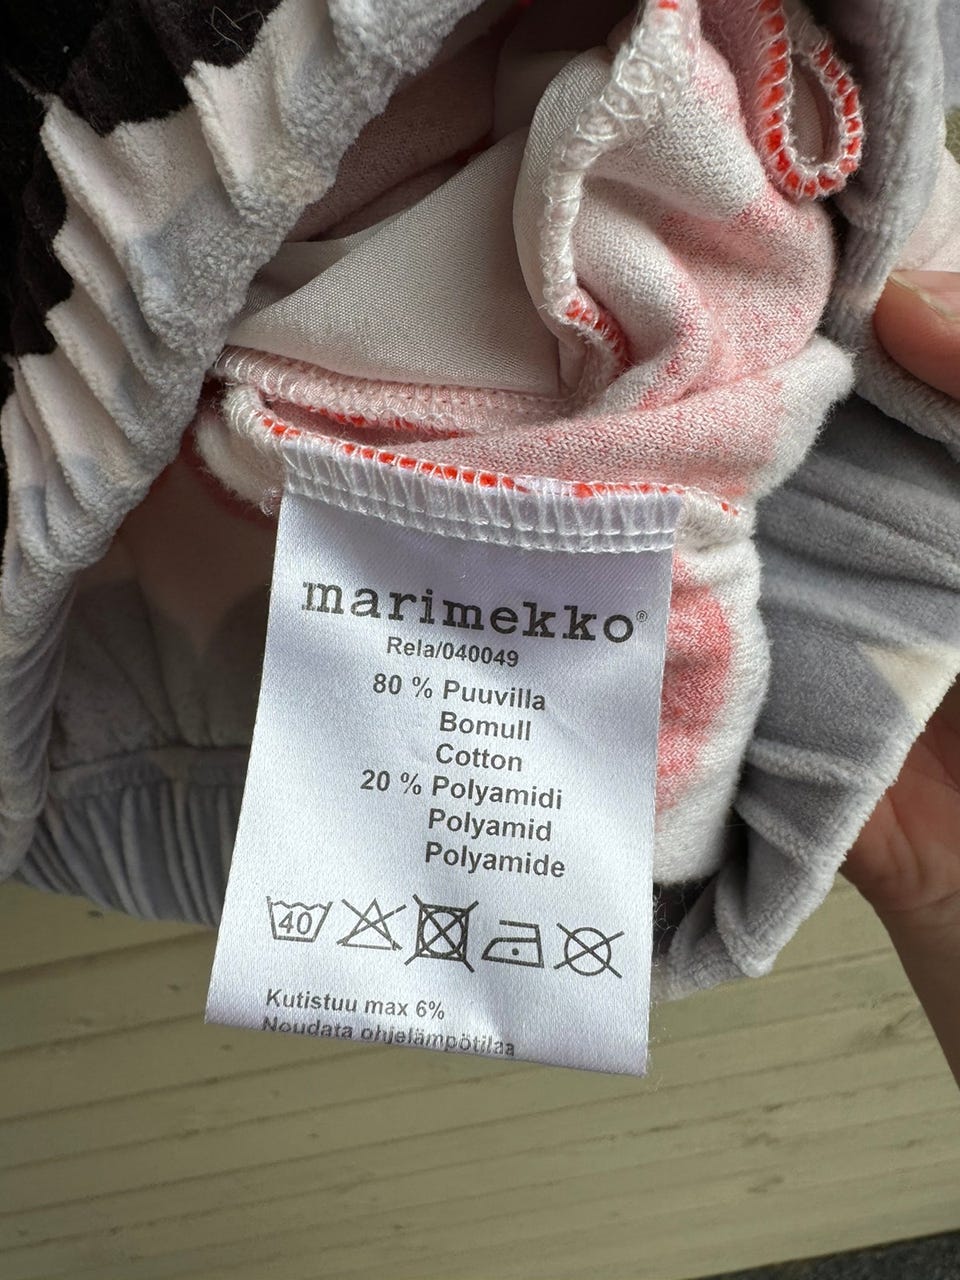 marimekko®
Rela/040049
80 % Puuvilla
Bomull
Cotton
20 % Polyamidi
Polyamid
Polyamide
40
Kutistuu max 6%
Noudata ohjelämpötilaa